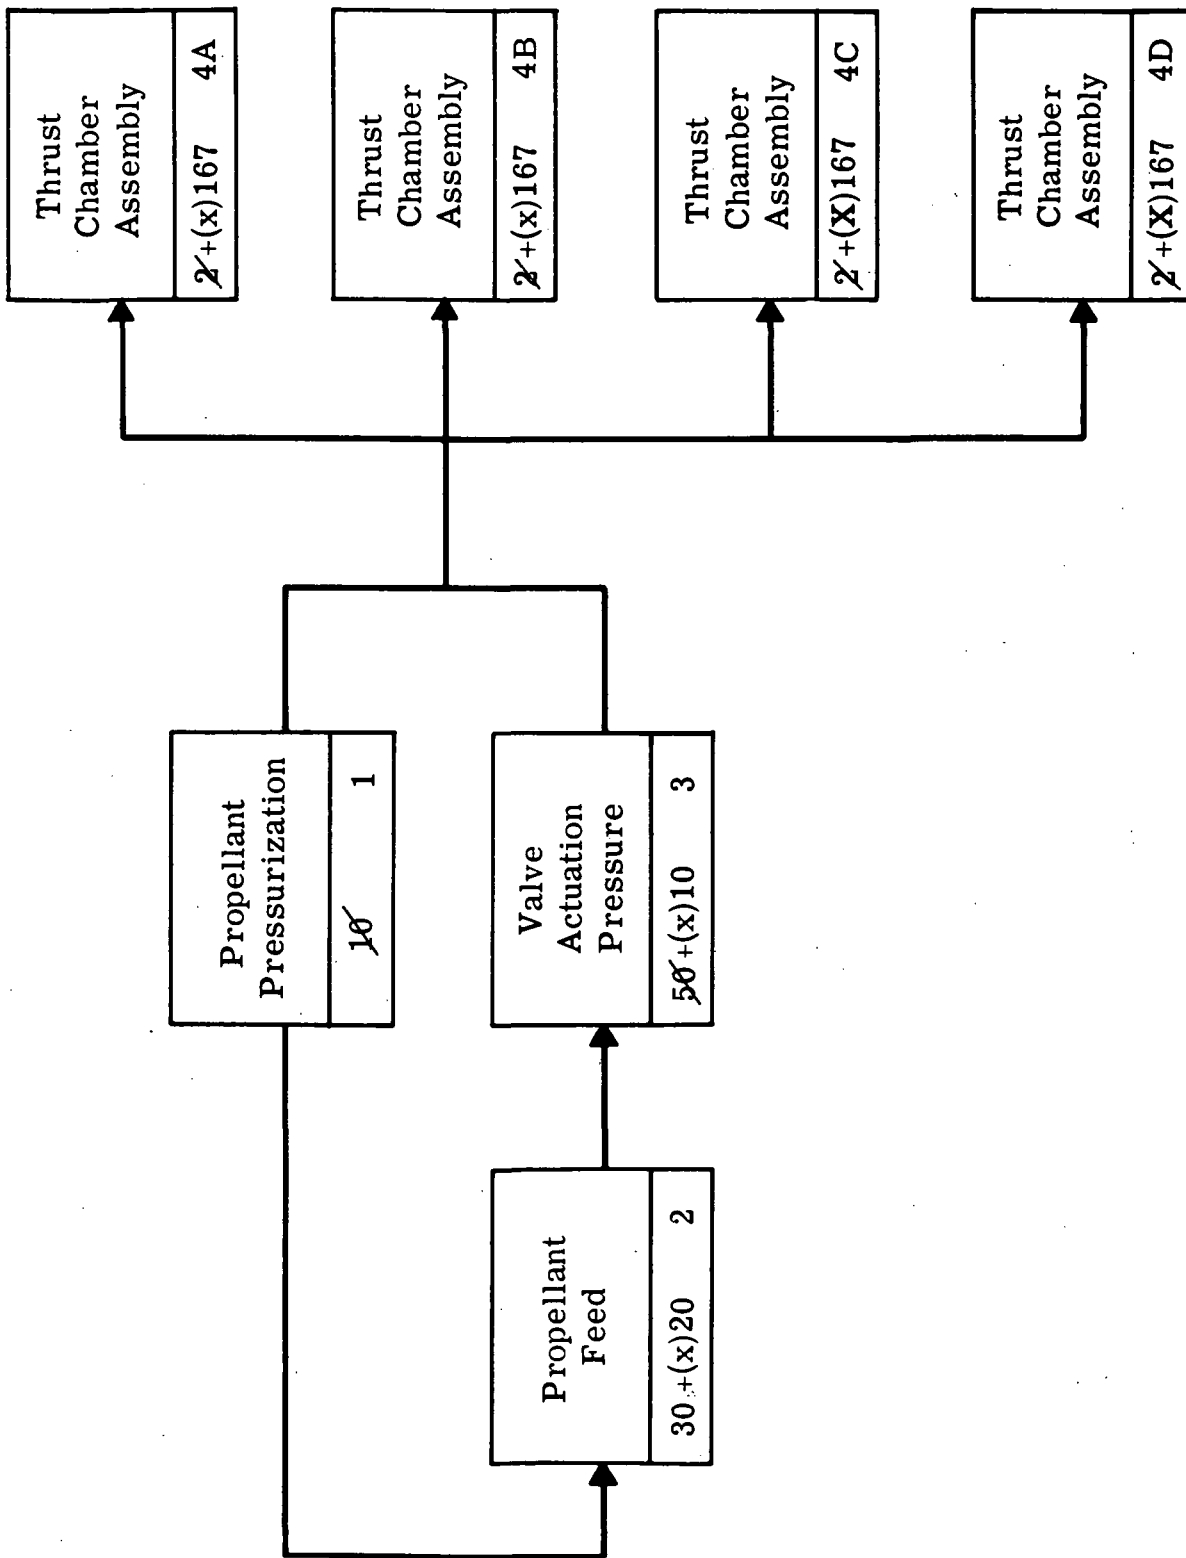 Propellant
Pressurization
10 1
Propellant
Feed
30 +(x)20 2
Valve
Actuation
Pressure
50+(x)10 3
Thrust
Chamber
Assembly
2+(x)167 4A
Thrust
Chamber
Assembly
2+(x)167 4B
Thrust
Chamber
Assembly
2+(X)167 4C
Thrust
Chamber
Assembly
2+(X)167 4D